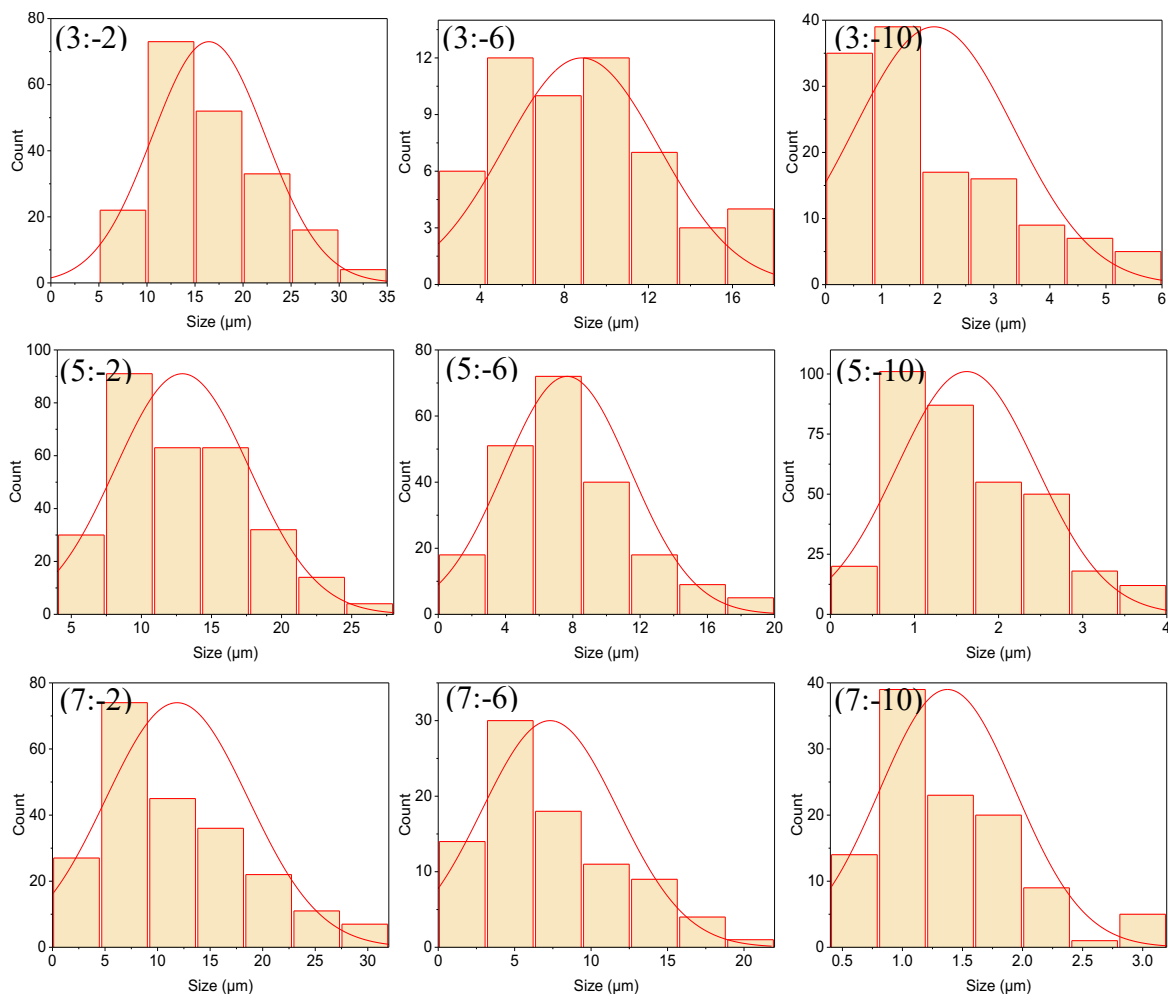 (3:-2)
80
60
40
20
0
Count
0 5 10 15 20 25 30 35
Size (µm)
(3:-6)
12
9
6
3
0
Count
4 8 12 16
Size (µm)
(3:-10)
40
30
20
10
0
Count
0 1 2 3 4 5 6
Size (µm)
(5:-2)
100
80
60
40
20
0
Count
5 10 15 20 25
Size (µm)
(5:-6)
80
60
40
20
0
Count
0 4 8 12 16 20
Size (µm)
(5:-10)
100
75
50
25
0
Count
0 1 2 3 4
Size (µm)
(7:-2)
80
60
40
20
0
Count
0 5 10 15 20 25 30
Size (µm)
(7:-6)
30
20
10
0
Count
0 5 10 15 20
Size (µm)
(7:-10)
40
30
20
10
0
Count
0.5 1.0 1.5 2.0 2.5 3.0
Size (µm)